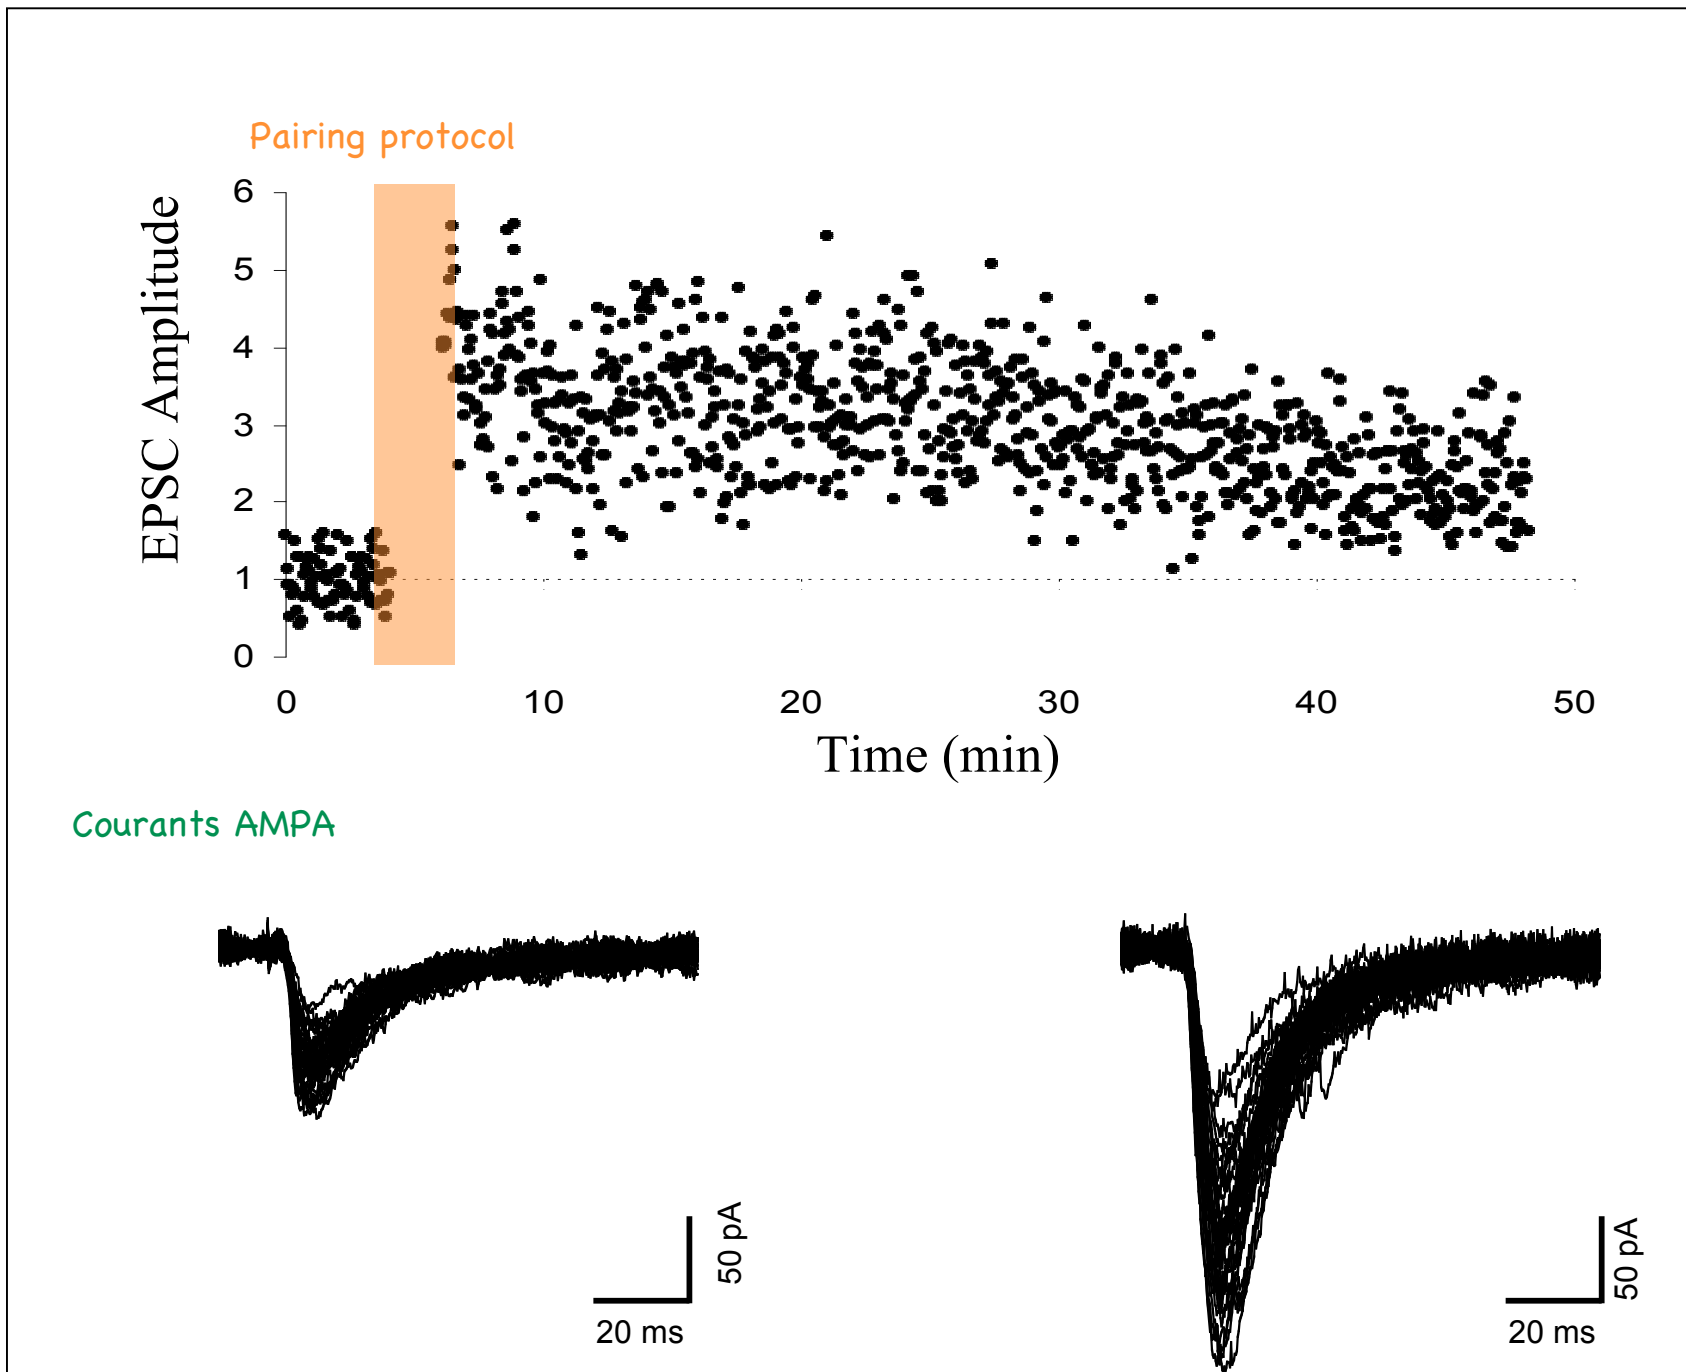 Pairing protocol
EPSC Amplitude
6
5
4
3
2
1
0
0 10 20 30 40 50
Time (min)
Courants AMPA
50 pA
20 ms
50 pA
20 ms